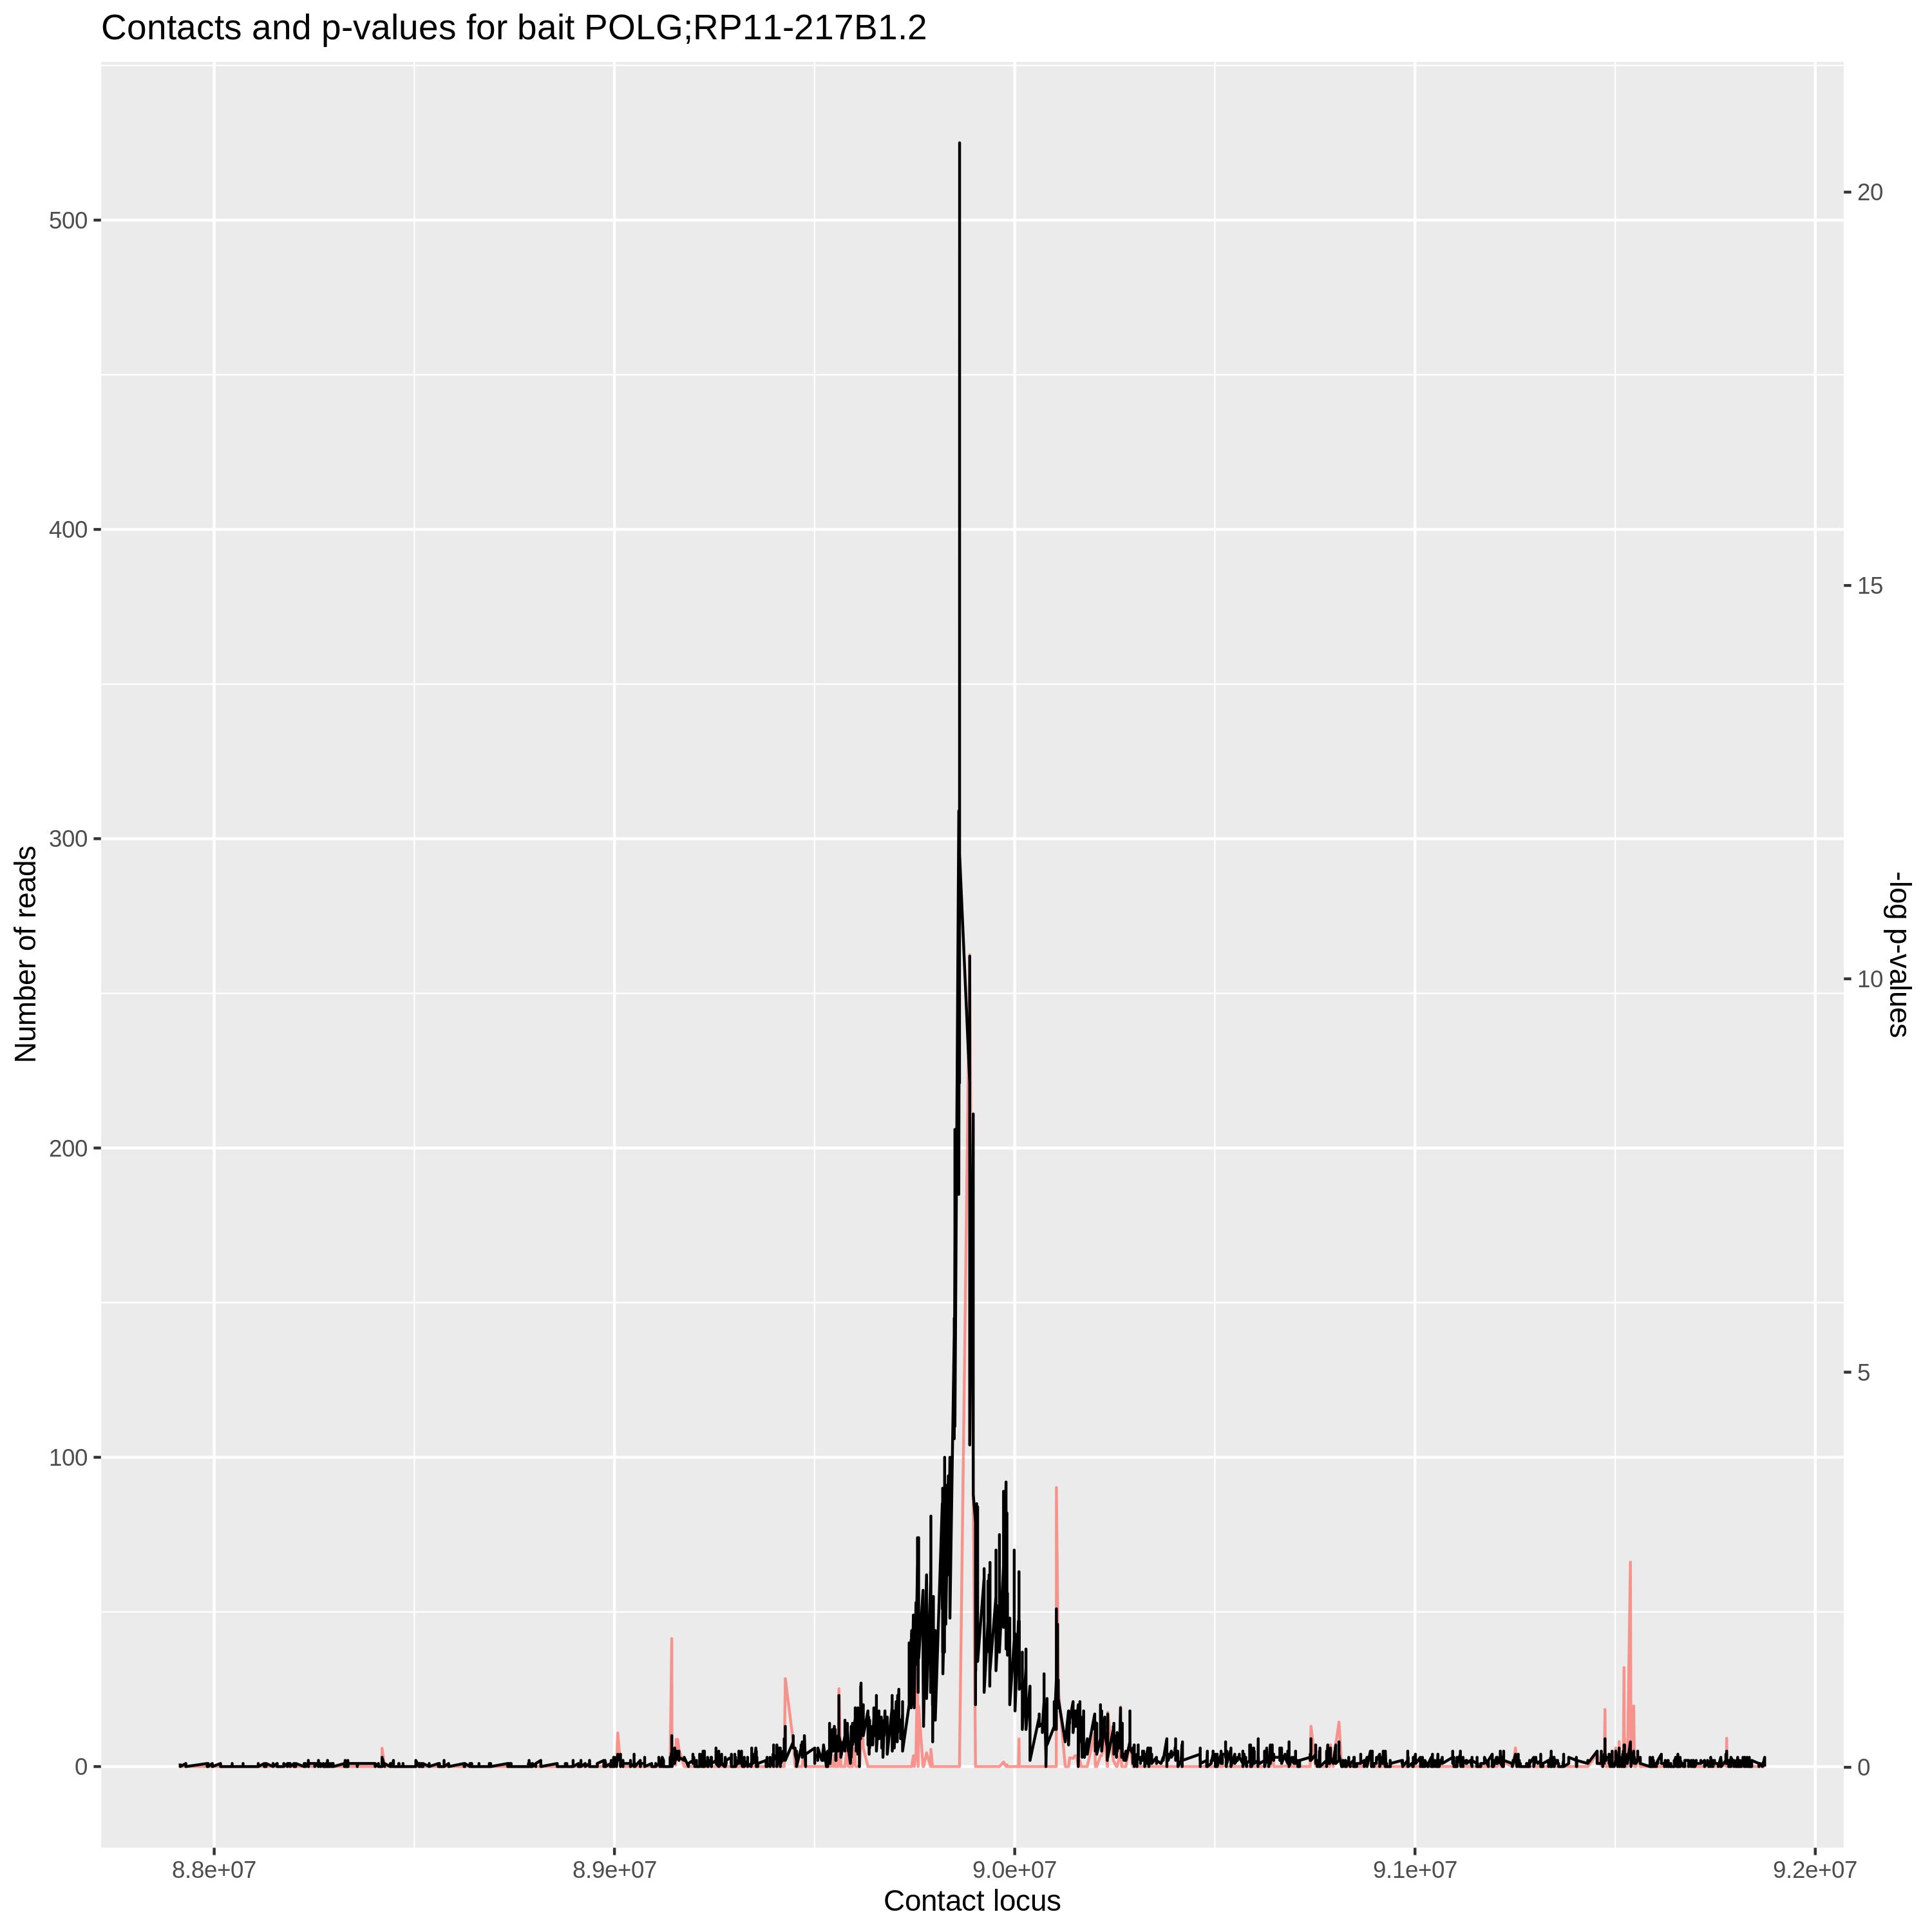 Contacts and p-values for bait POLG;RP11-217B1.2
500
400
300
200
100
0
Number of reads
20
15
10
5
0
-log p-values
8.8e+07
8.9e+07
9.0e+07
9.1e+07
9.2e+07
Contact locus